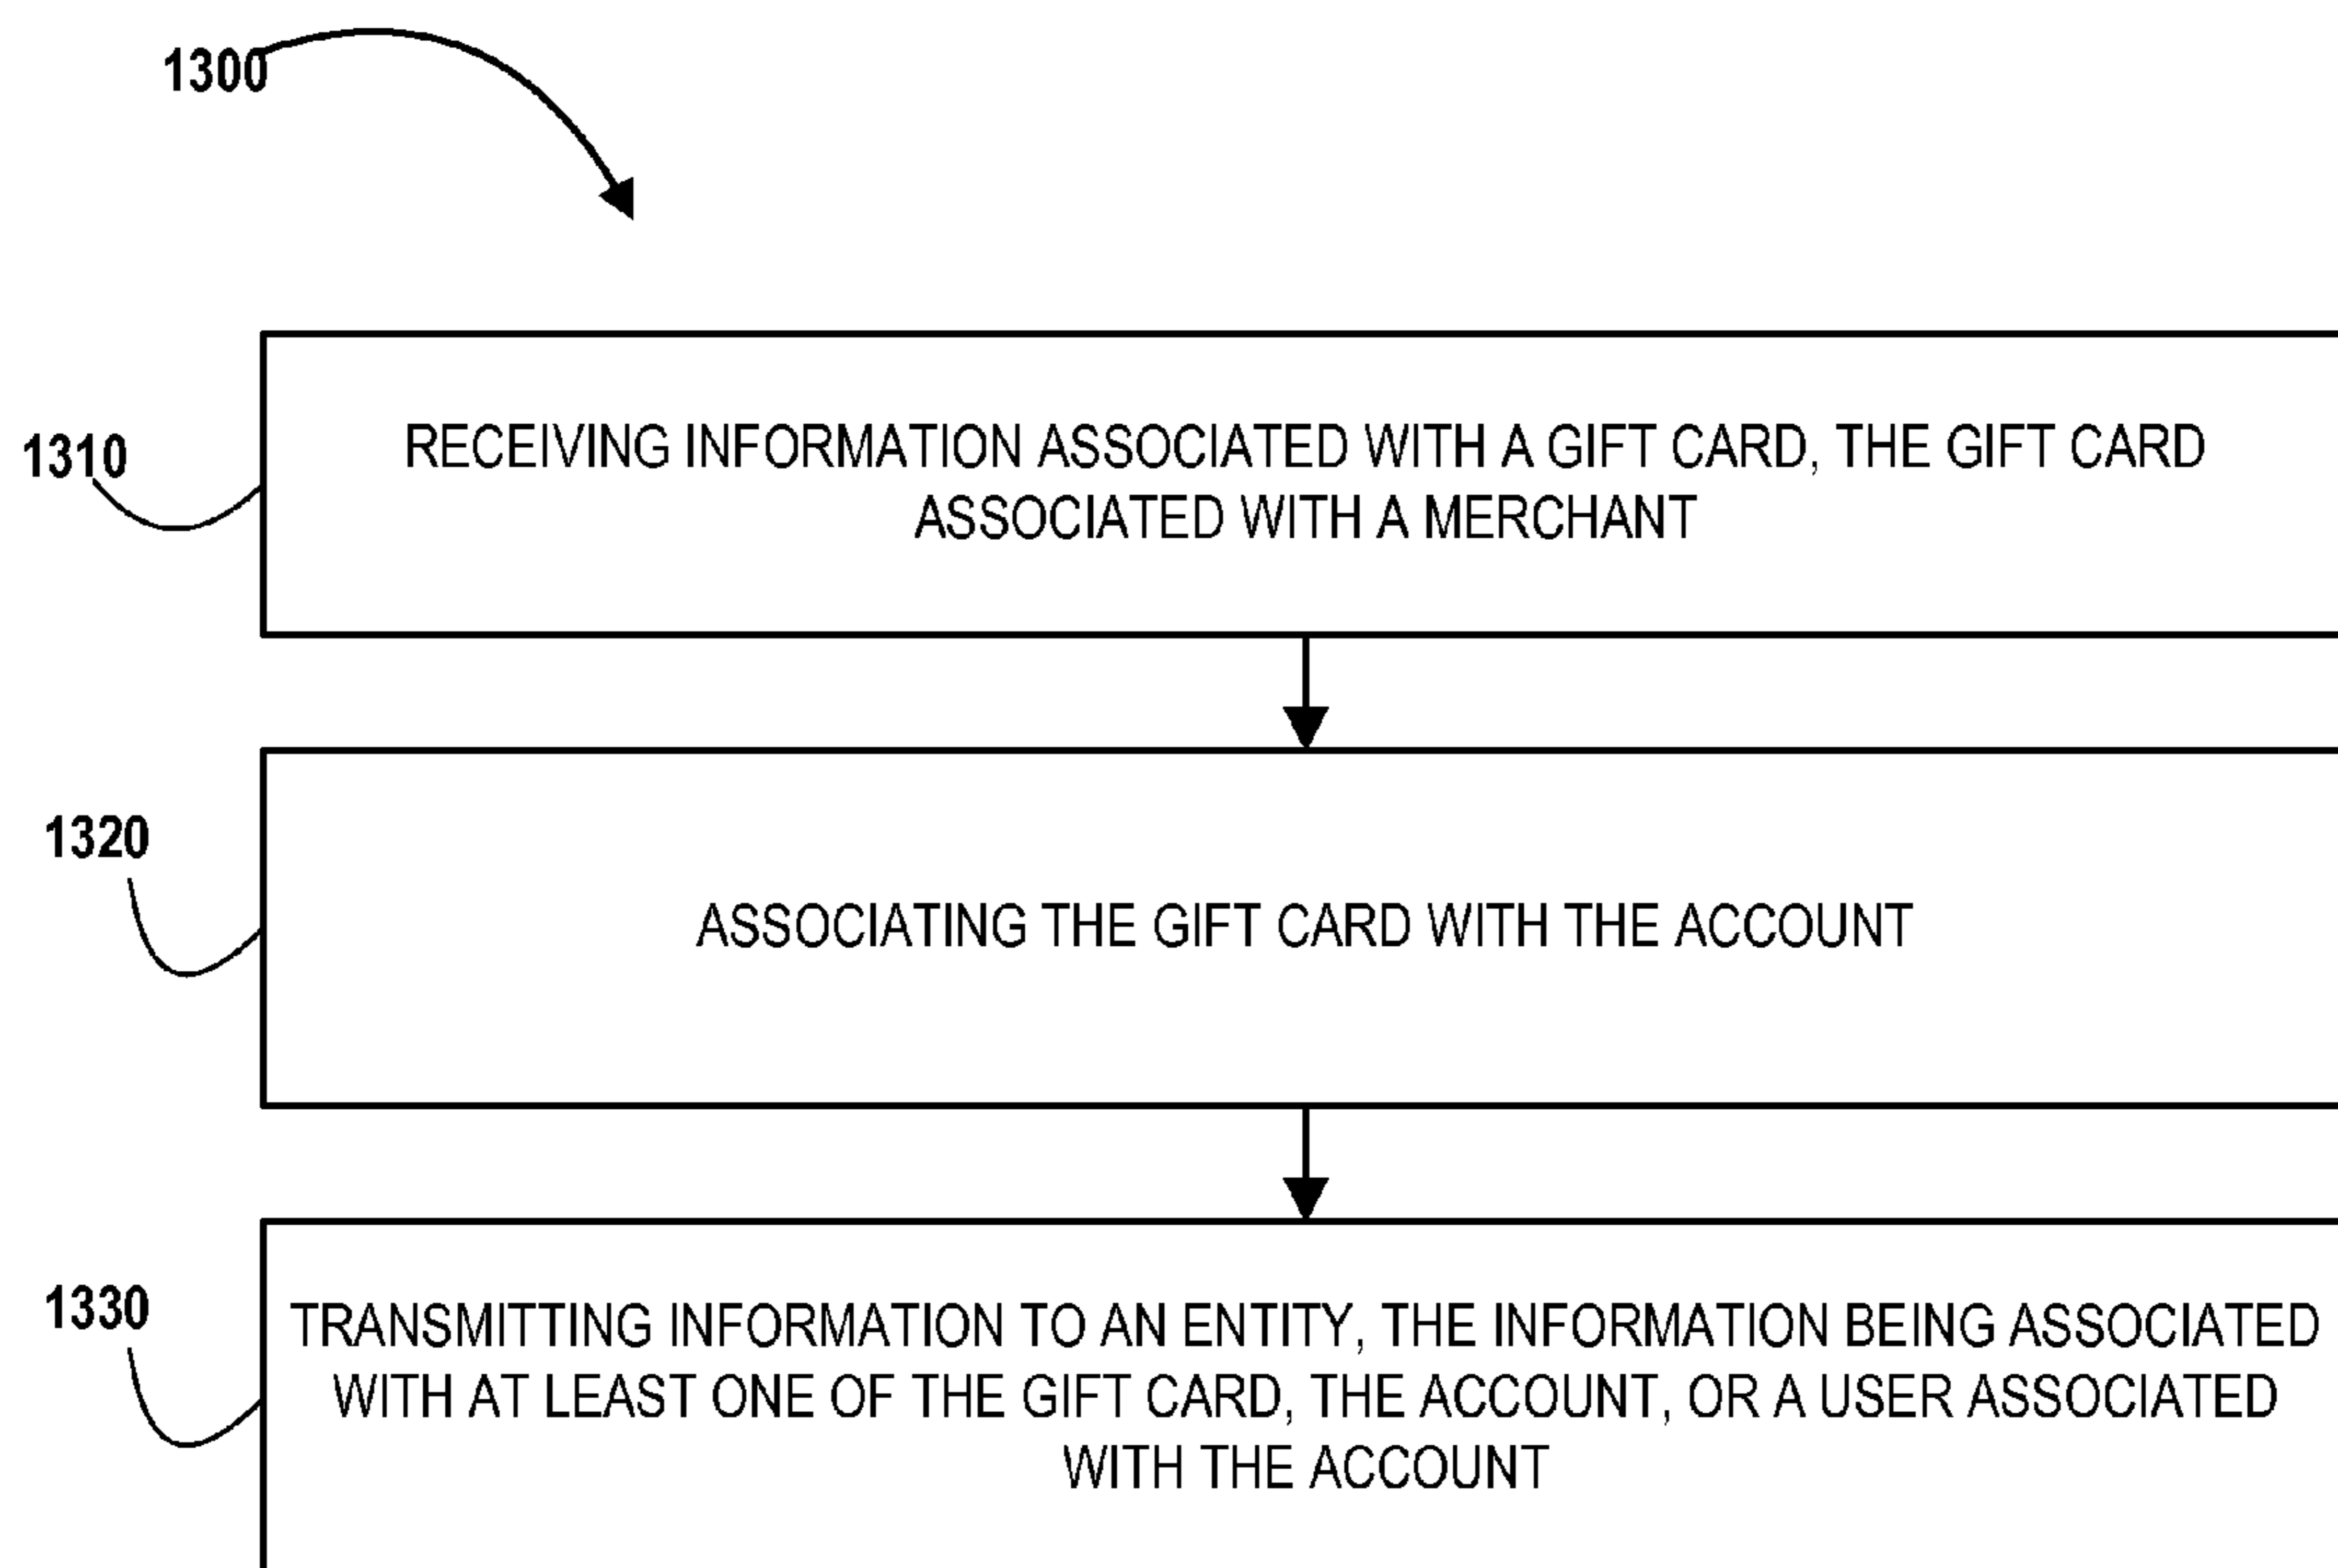 1300
1310
RECEIVING INFORMATION ASSOCIATED WITH A GIFT CARD, THE GIFT CARD
ASSOCIATED WITH A MERCHANT
1320
ASSOCIATING THE GIFT CARD WITH THE ACCOUNT
1330
TRANSMITTING INFORMATION TO AN ENTITY, THE INFORMATION BEING ASSOCIATED
WITH AT LEAST ONE OF THE GIFT CARD, THE ACCOUNT, OR A USER ASSOCIATED
WITH THE ACCOUNT